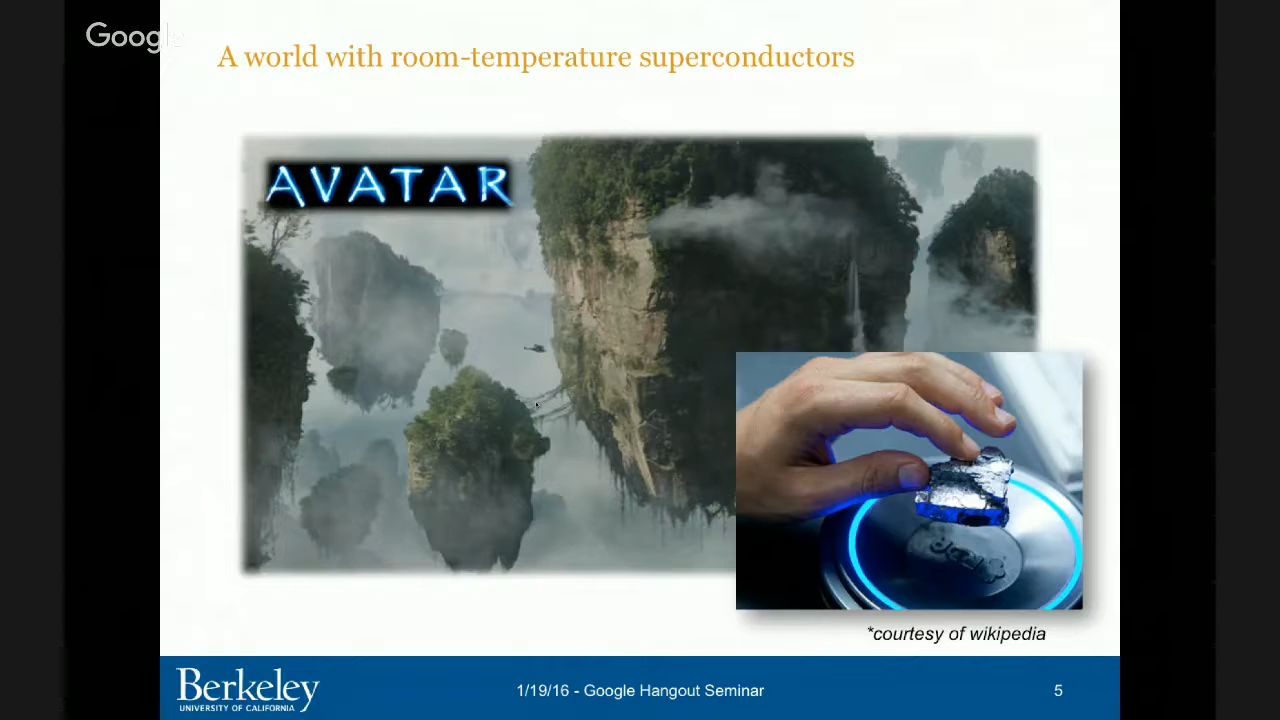 Google
A world with room-temperature superconductors
AVATAR
*courtesy of wikipedia
Berkeley
UNIVERSITY OF CALIFORNIA
1/19/16 - Google Hangout Seminar
5